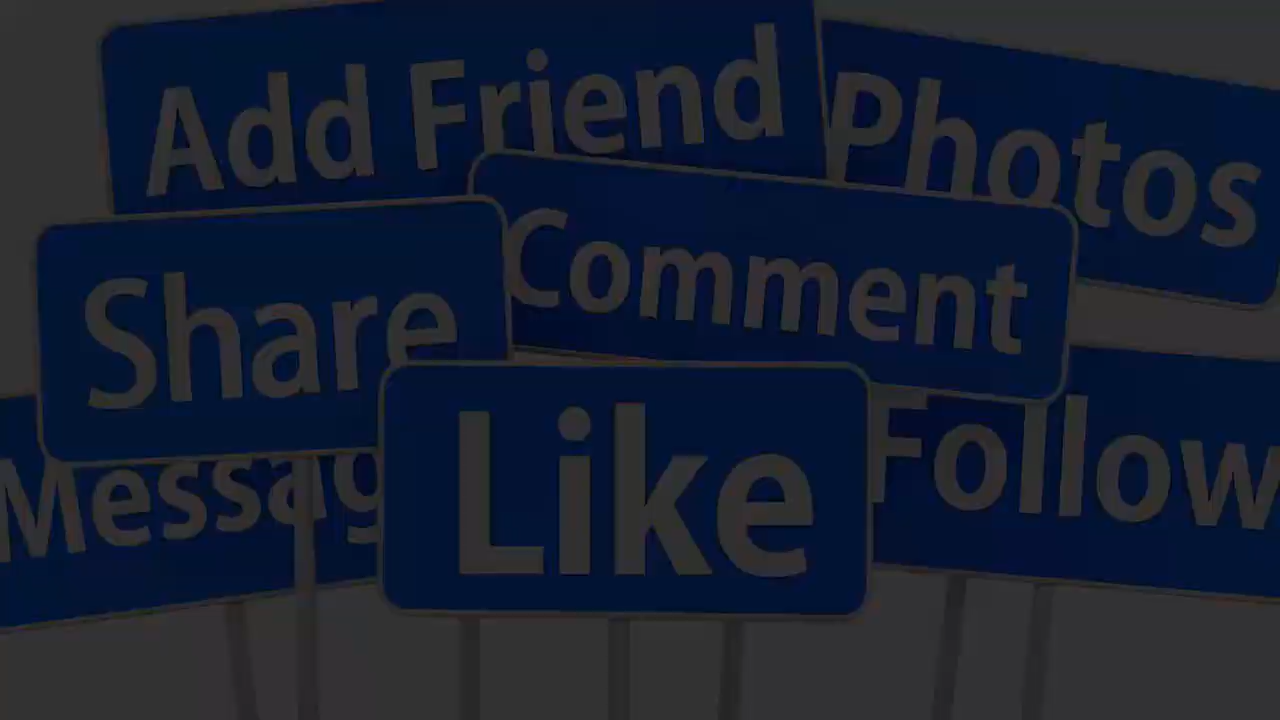 Add Friend
Photos
Comment
Share
Like
Follow
Messag